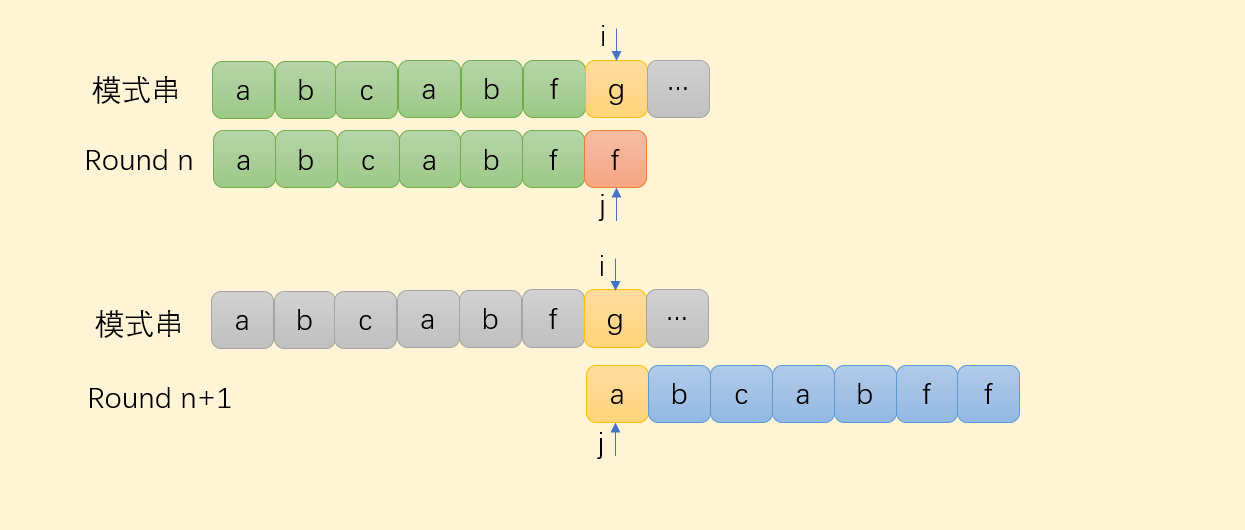 i
模式串 a b c a b f g ...
Round n a b c a b f f
j
i
模式串 a b c a b f g ...
Round n+1 a b c a b f f
j